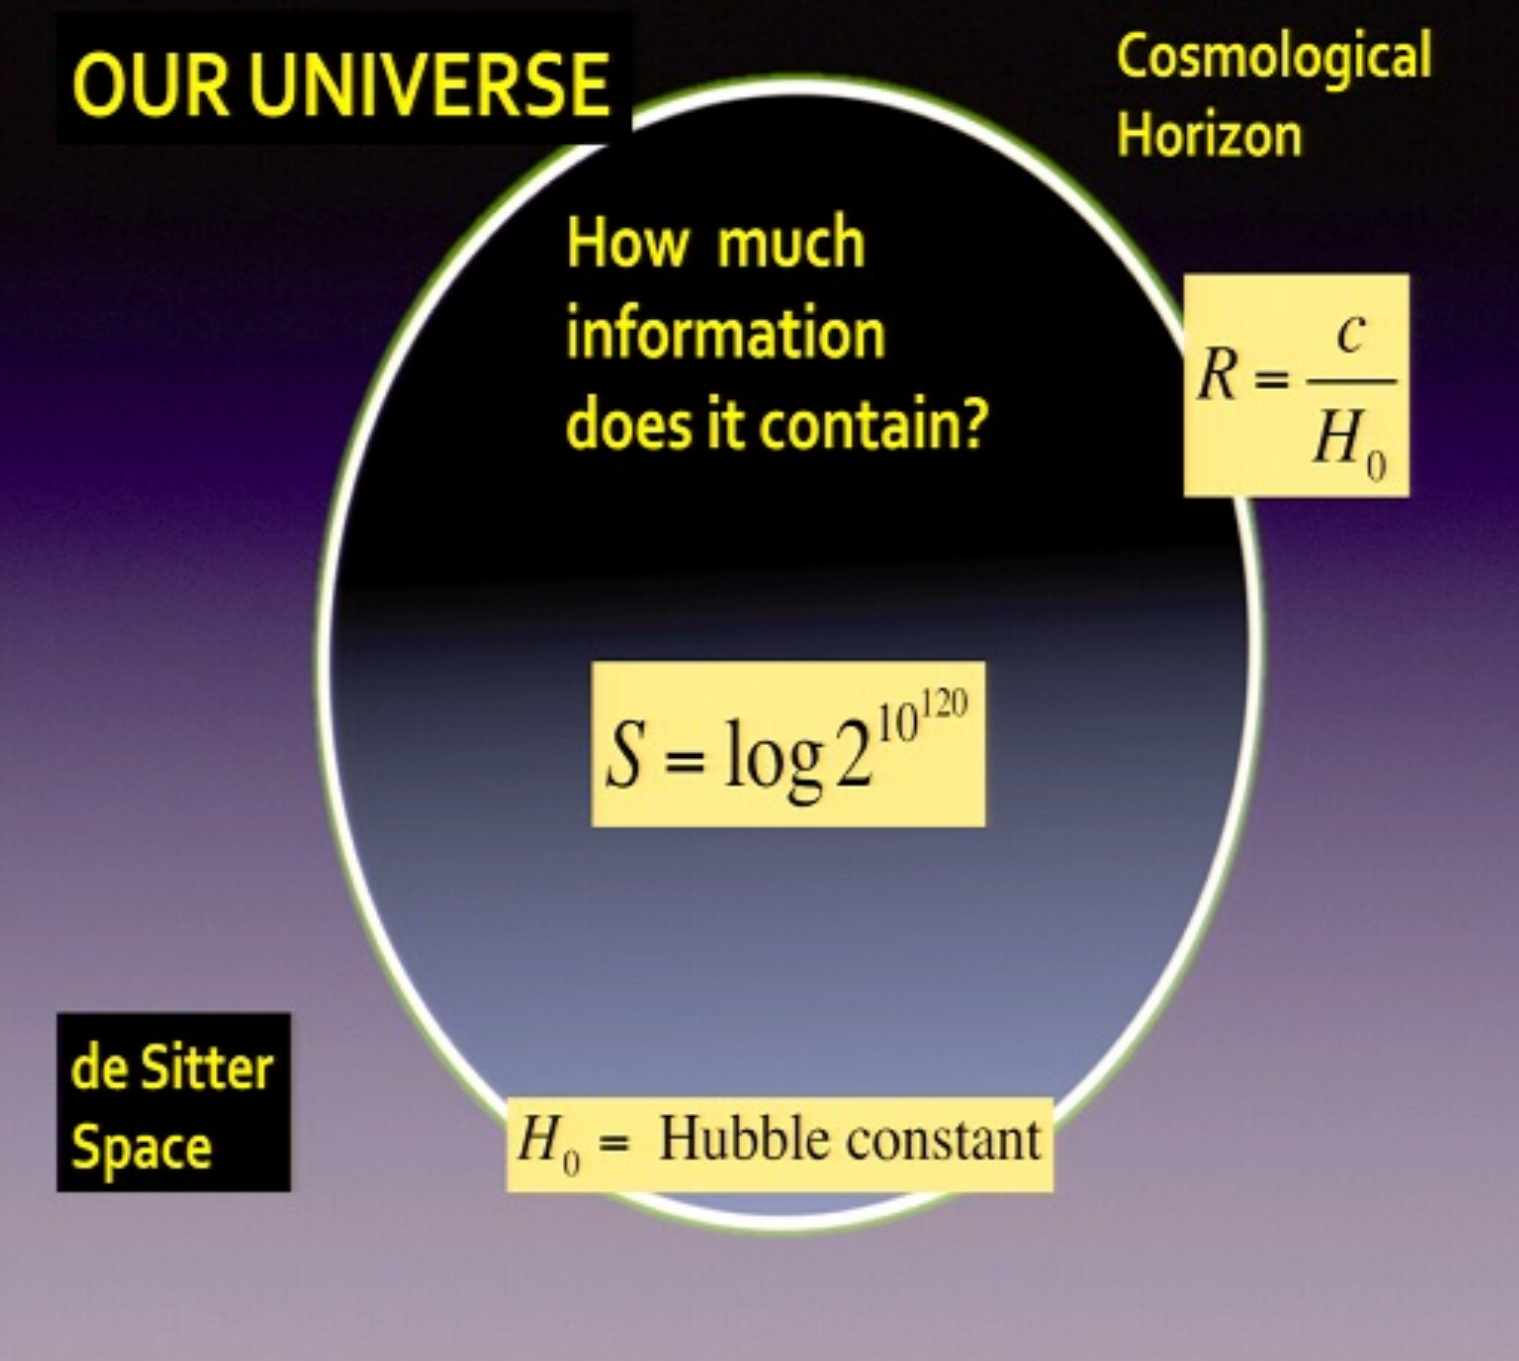 OUR UNIVERSE
Cosmological
Horizon
How much
information
does it contain?
R = c / H₀
S = log 2^10^120
de Sitter
Space
H₀ = Hubble constant